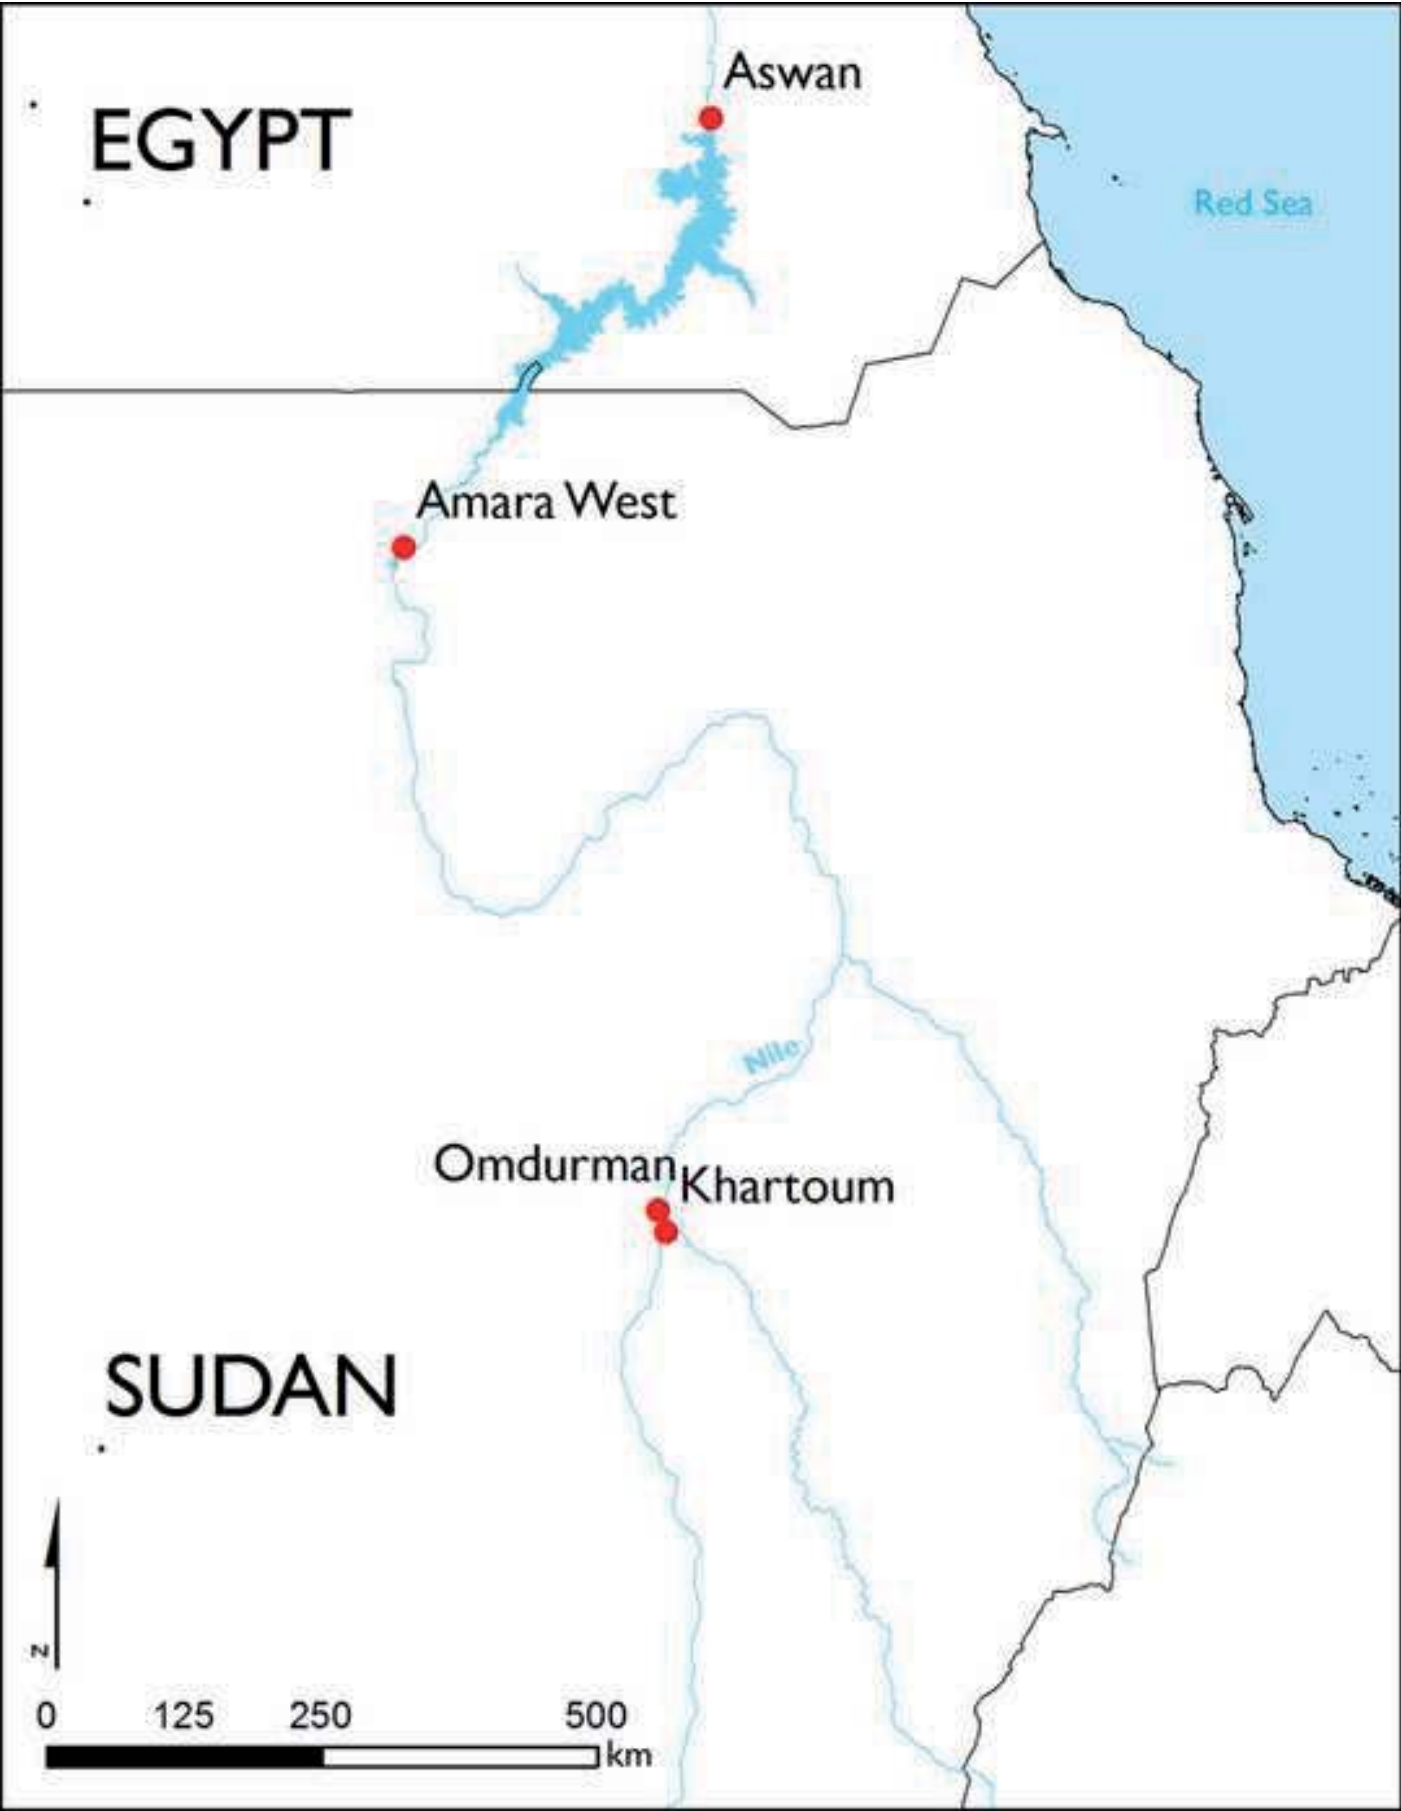 Aswan
EGYPT
Red Sea
Amara West
Nile
Omdurman
Khartoum
SUDAN
N
0 125 250 500
km